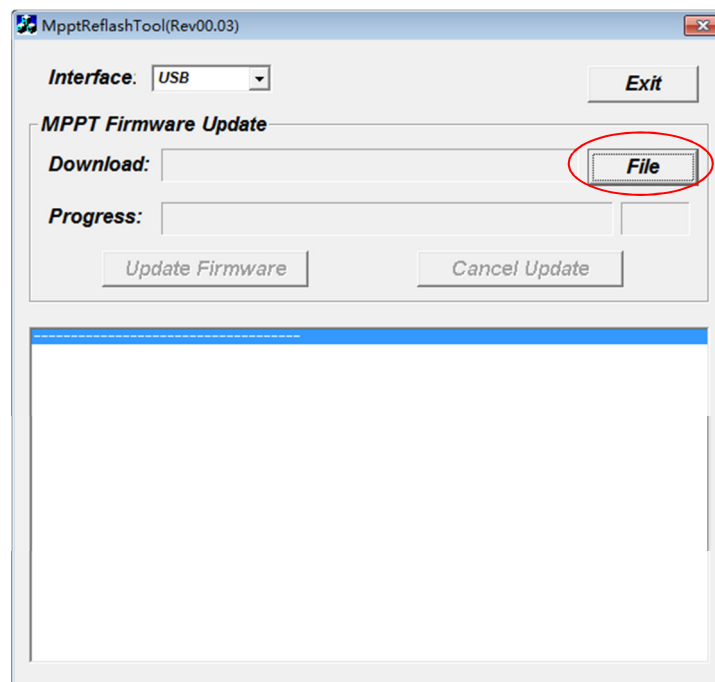 MpptReflashTool(Rev00.03)
Interface: USB
Exit
MPPT Firmware Update
Download:
File
Progress:
Update Firmware
Cancel Update
------------------------------------